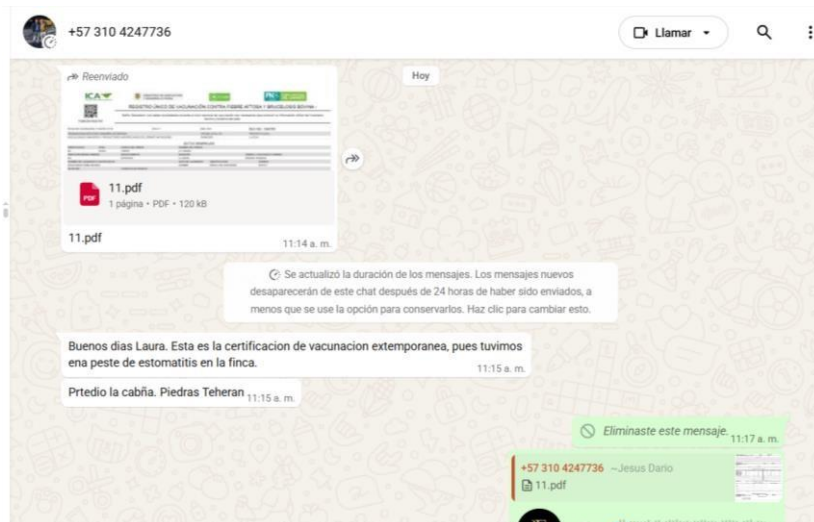 +57 310 4247736
Llamar
Reenviado
Hoy
ICA
REGISTRO ÚNICO DE VACUNACIÓN CONTRA FIEBRE AFTOSA Y BRUCELOSIS BOVINA -
11.pdf
PDF
1 página • PDF • 120 kB
11.pdf
11:14 a. m.
Se actualizó la duración de los mensajes. Los mensajes nuevos
desaparecerán de este chat después de 24 horas de haber sido enviados, a
menos que se use la opción para conservarlos. Haz clic para cambiar esto.
Buenos dias Laura. Esta es la certificacion de vacunacion extemporanea, pues tuvimos
ena peste de estomatitis en la finca.
11:15 a. m.
Prtedio la cabña. Piedras Teheran
11:15 a. m.
Eliminaste este mensaje.
11:17 a. m.
+57 310 4247736 ~Jesus Dario
11.pdf